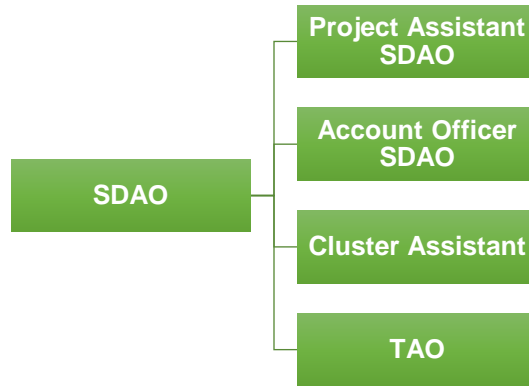 SDAO
Project Assistant
SDAO
Account Officer
SDAO
Cluster Assistant
TAO